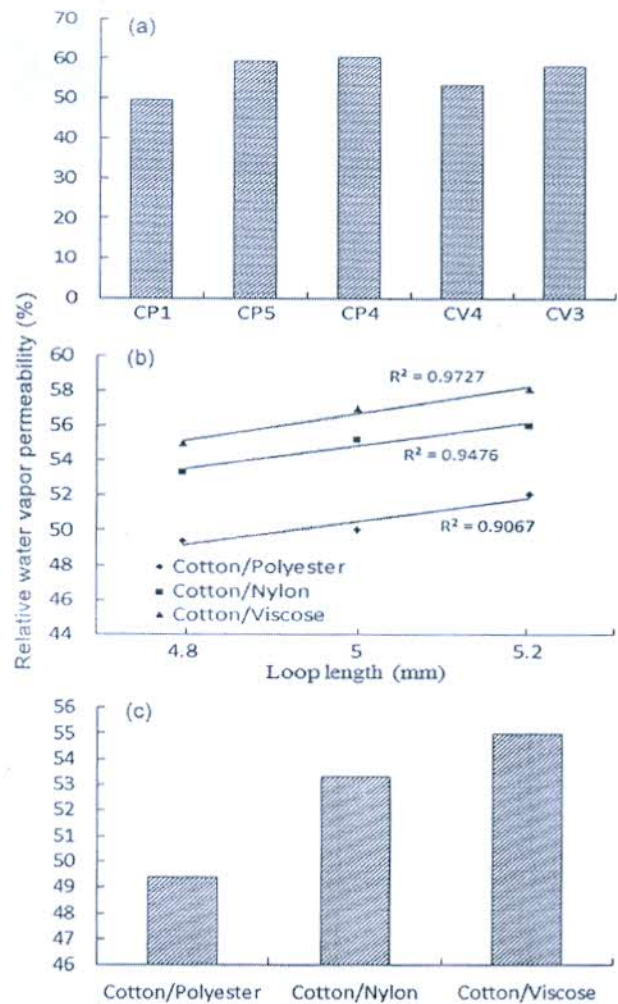 Relative water vapor permeability (%)
(a)
70
60
50
40
30
20
10
0
CP1 CP5 CP4 CV4 CV3
(b)
60
58
56
54
52
50
48
46
44
R² = 0.9727
R² = 0.9476
R² = 0.9067
Cotton/Polyester
Cotton/Nylon
Cotton/Viscose
4.8 5 5.2
Loop length (mm)
(c)
56
55
54
53
52
51
50
49
48
47
46
Cotton/Polyester Cotton/Nylon Cotton/Viscose